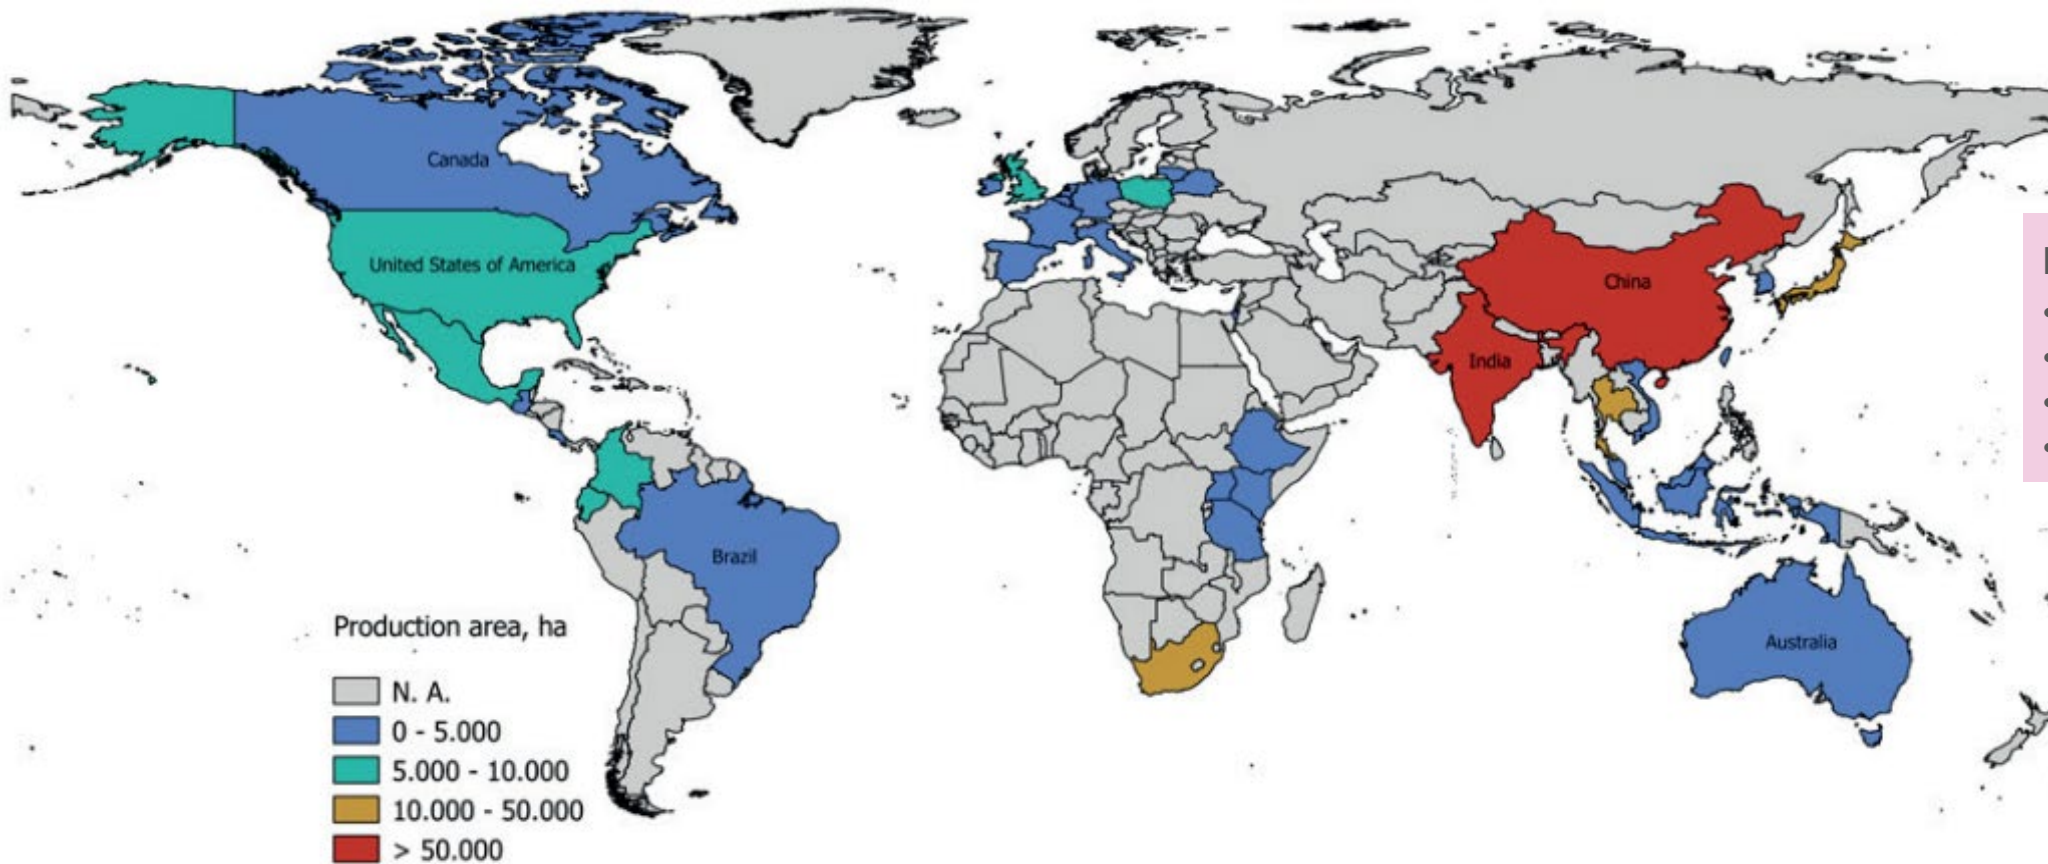 Canada
United States of America
China
India
Brazil
Australia
Production area, ha
N. A.
0 - 5.000
5.000 - 10.000
10.000 - 50.000
> 50.000